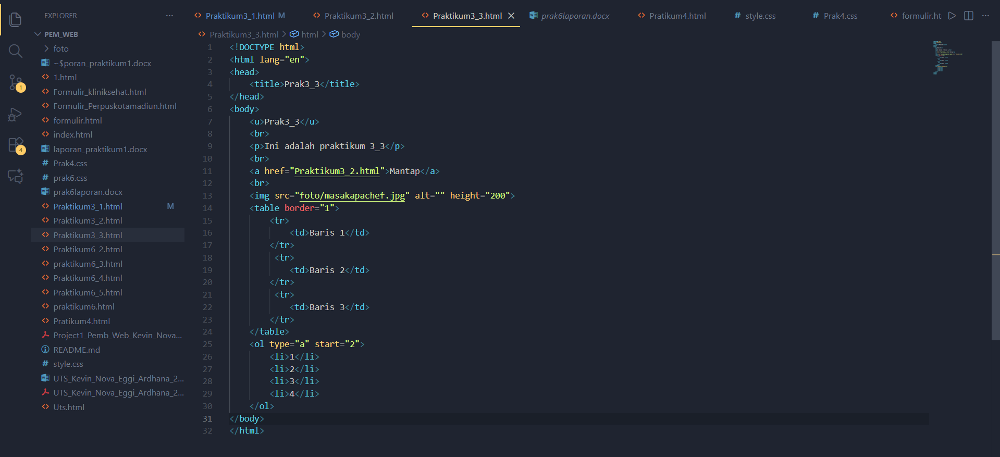 EXPLORER ...
PEM_WEB
foto
~$poran_praktikum1.docx
1.html
Formulir_kliniksehat.html
Formulir_Perpuskotamadiun.html
formulir.html
index.html
laporan_praktikum1.docx
Prak4.css
prak6.css
prak6laporan.docx
Praktikum3_1.html M
Praktikum3_2.html
Praktikum3_3.html
Praktikum6_2.html
praktikum6_3.html
Praktikum6_4.html
Praktikum6_5.html
praktikum6.html
Pratikum4.html
Project1_Pemb_Web_Kevin_Nova...
README.md
style.css
UTS_Kevin_Nova_Eggi_Ardhana_2...
UTS_Kevin_Nova_Eggi_Ardhana_2...
Uts.html
1
4
Praktikum3_1.html M Praktikum3_2.html Praktikum3_3.html prak6laporan.docx Pratikum4.html style.css Prak4.css formulir.ht ...
Praktikum3_3.html > html > body
1 <!DOCTYPE html>
2 <html lang="en">
3 <head>
4 <title>Prak3_3</title>
5 </head>
6 <body>
7 <u>Prak3_3</u>
8 <br>
9 <p>Ini adalah praktikum 3_3</p>
10 <br>
11 <a href="Praktikum3_2.html">Mantap</a>
12 <br>
13 <img src="foto/masakapachef.jpg" alt="" height="200">
14 <table border="1">
15 <tr>
16 <td>Baris 1</td>
17 </tr>
18 <tr>
19 <td>Baris 2</td>
20 </tr>
21 <tr>
22 <td>Baris 3</td>
23 </tr>
24 </table>
25 <ol type="a" start="2">
26 <li>1</li>
27 <li>2</li>
28 <li>3</li>
29 <li>4</li>
30 </ol>
31 </body>
32 </html>